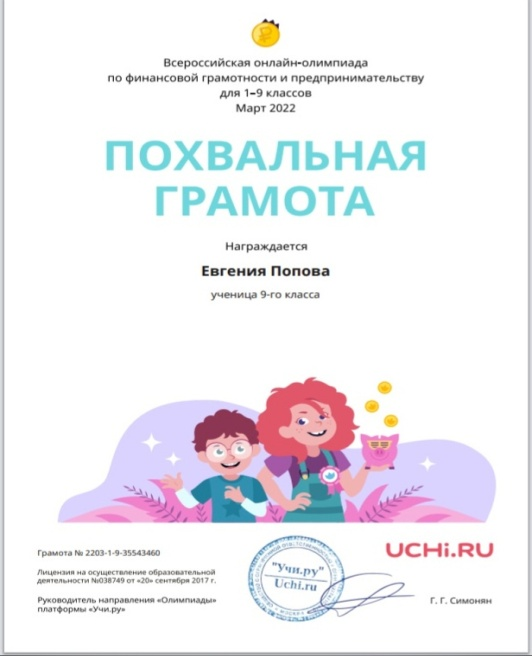 Всероссийская онлайн-олимпиада
по финансовой грамотности и предпринимательству
для 1–9 классов
Март 2022
ПОХВАЛЬНАЯ
ГРАМОТА
Награждается
Евгения Попова
ученица 9-го класса
Грамота № 2203-1-9-35543460
Лицензия на осуществление образовательной
деятельности №038749 от «20» сентября 2017 г.
Руководитель направления «Олимпиады»
платформы «Учи.ру»
"Учи.ру"
Uchi.ru
UCHi.RU
Г. Г. Симонян